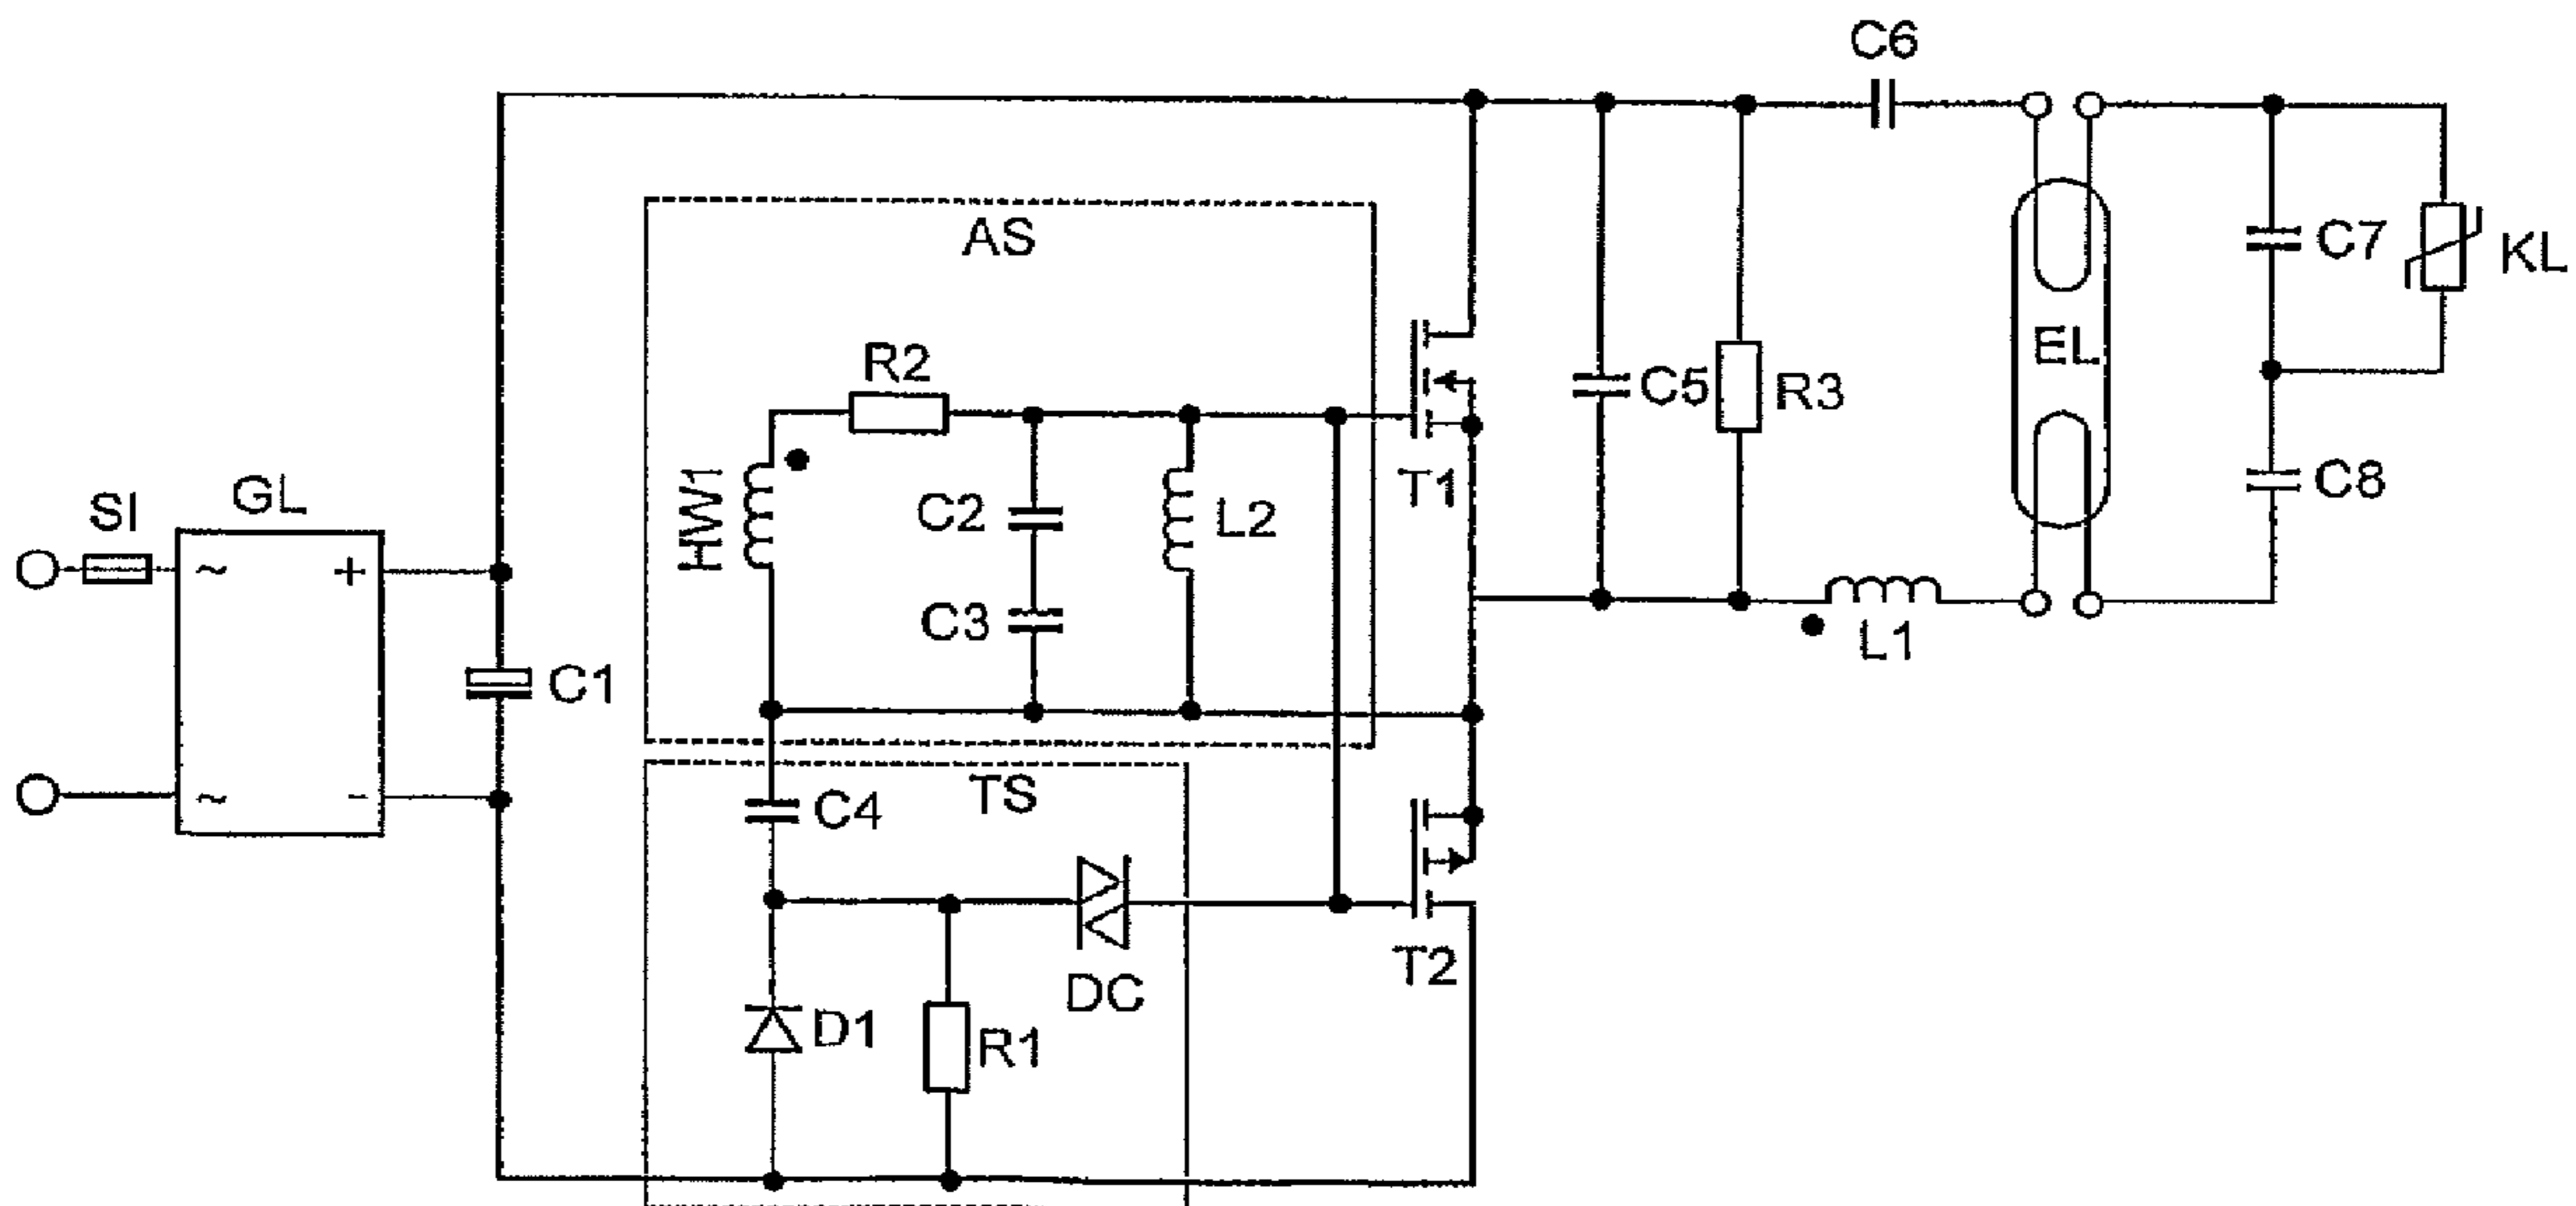 C6
AS
C7
KL
EL
R2
C5
R3
T1
HW1
C2
L2
C8
SI
GL
~
+
C3
L1
C1
~
-
TS
C4
T2
DC
D1
R1